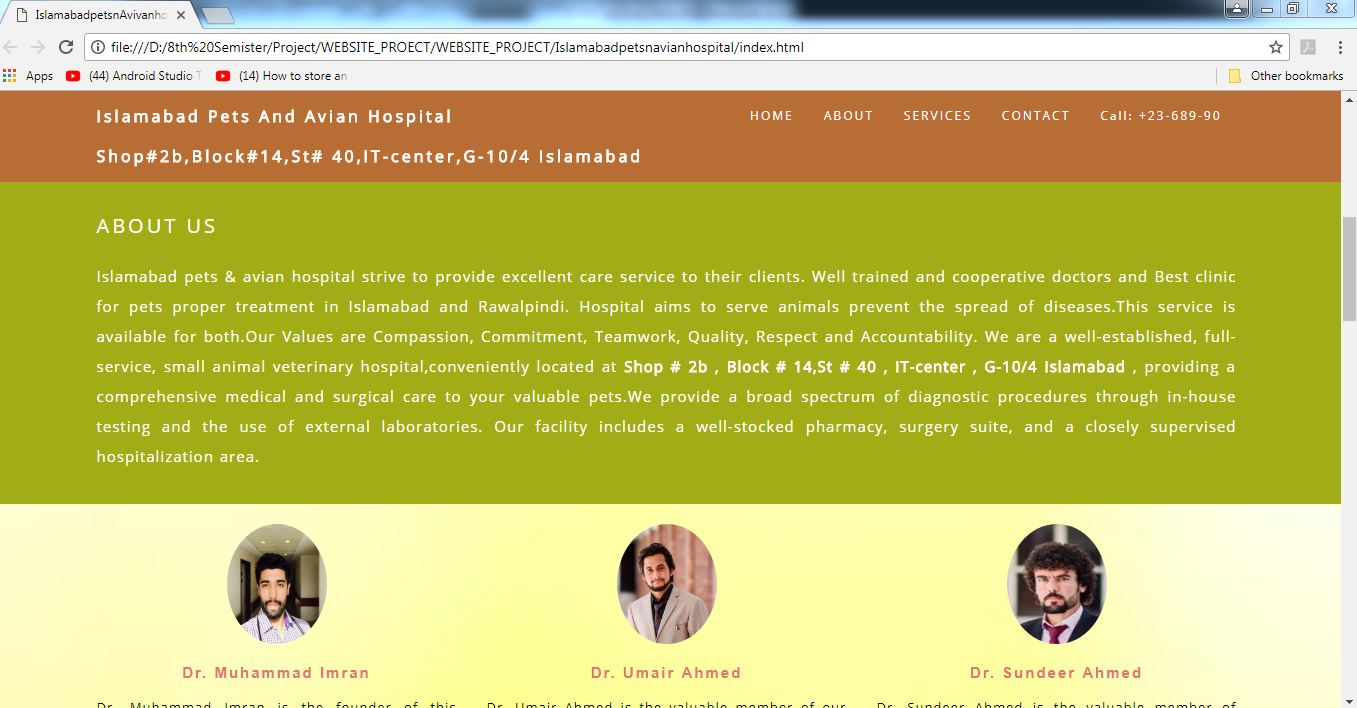 IslamabadpetsnAvivanho
file:///D:/8th%20Semister/Project/WEBSITE_PROECT/WEBSITE_PROJECT/Islamabadpetsnavianhospital/index.html
Apps (44) Android Studio T (14) How to store an Other bookmarks
Islamabad Pets And Avian Hospital HOME ABOUT SERVICES CONTACT Call: +23-689-90
Shop#2b,Block#14,St# 40,IT-center,G-10/4 Islamabad
ABOUT US
Islamabad pets & avian hospital strive to provide excellent care service to their clients. Well trained and cooperative doctors and Best clinic
for pets proper treatment in Islamabad and Rawalpindi. Hospital aims to serve animals prevent the spread of diseases.This service is
available for both.Our Values are Compassion, Commitment, Teamwork, Quality, Respect and Accountability. We are a well-established, full-
service, small animal veterinary hospital,conveniently located at Shop # 2b , Block # 14,St # 40 , IT-center , G-10/4 Islamabad , providing a
comprehensive medical and surgical care to your valuable pets.We provide a broad spectrum of diagnostic procedures through in-house
testing and the use of external laboratories. Our facility includes a well-stocked pharmacy, surgery suite, and a closely supervised
hospitalization area.
Dr. Muhammad Imran Dr. Umair Ahmed Dr. Sundeer Ahmed
Dr. Muhammad Imran is the founder of this Dr. Umair Ahmed is the valuable member of our Dr. Sundeer Ahmed is the valuable member of